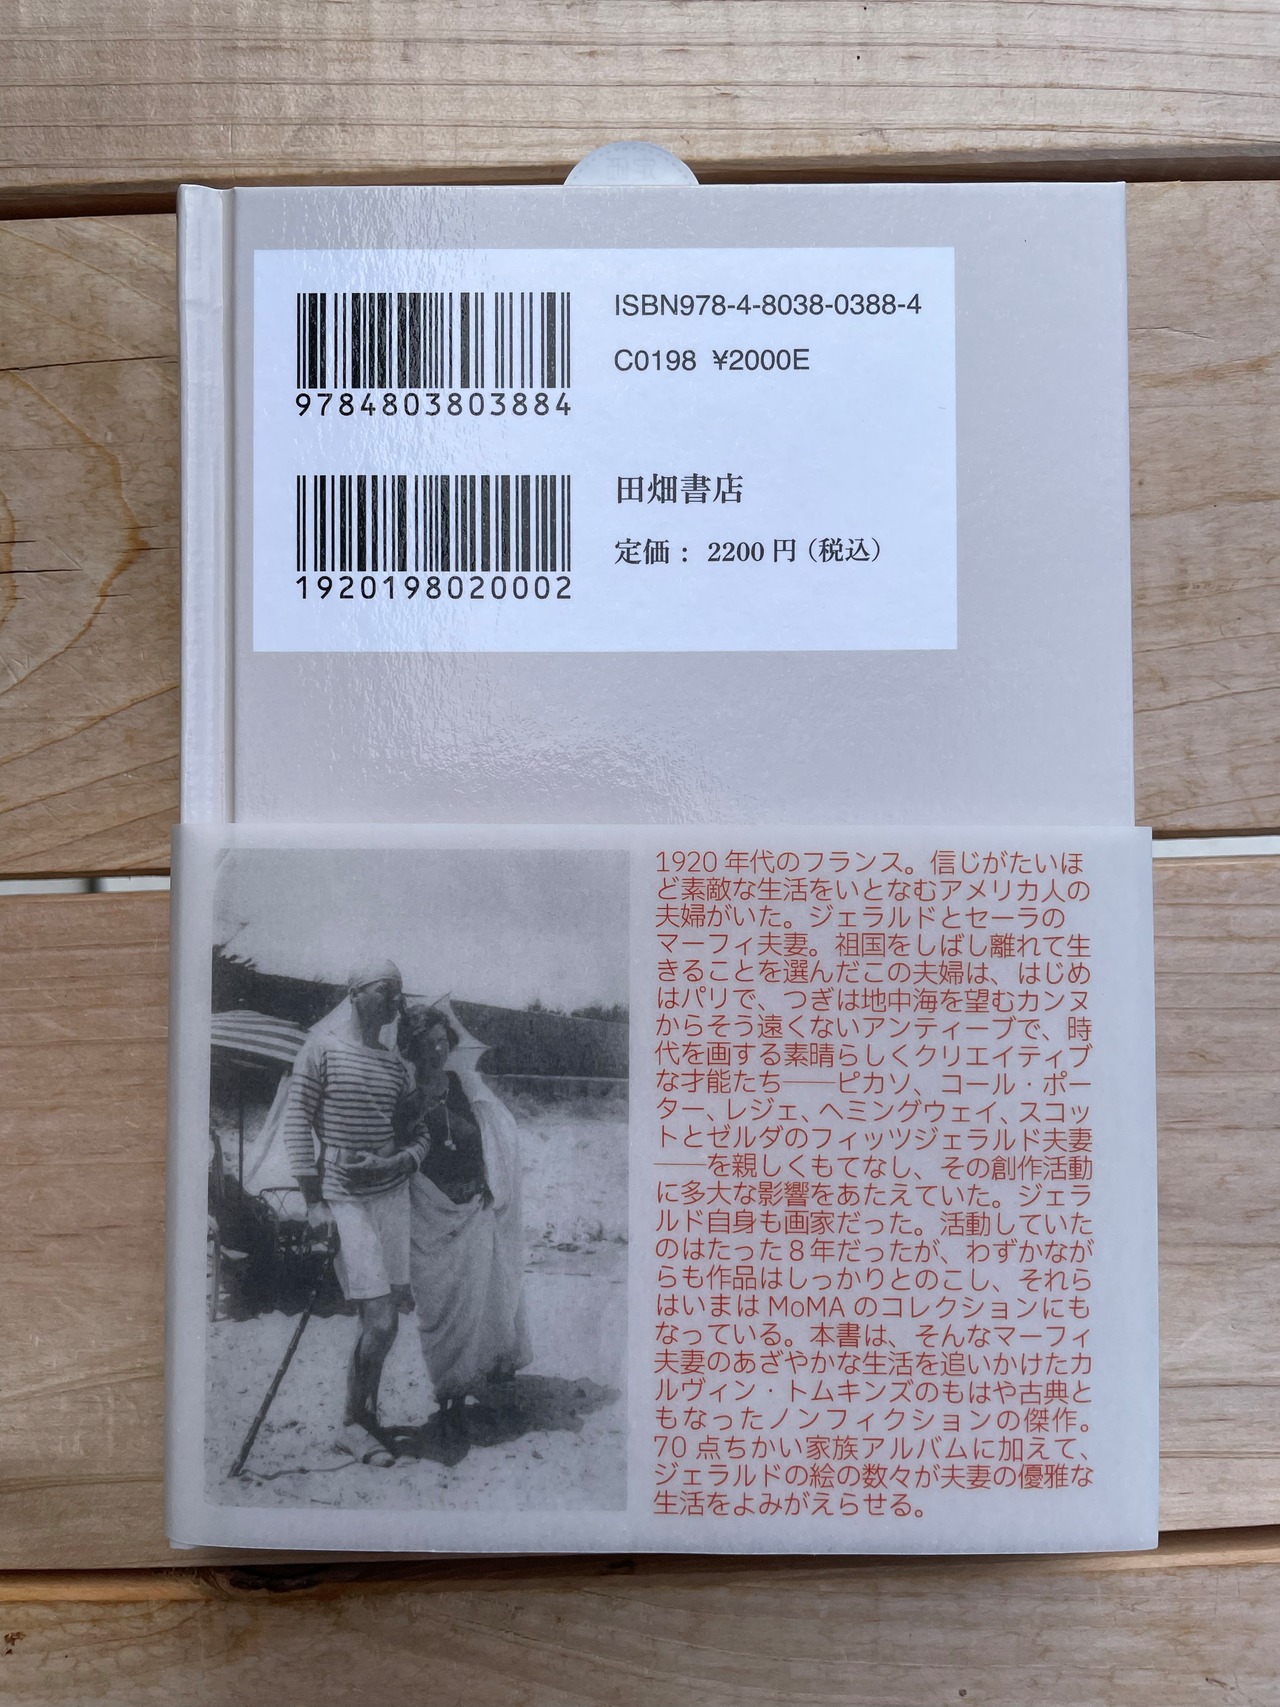 ISBN978-4-8038-0388-4
C0198 ¥2000E
9784803803884
田畑書店
定価： 2200円（税込）
1920198020002
1920年代のフランス。信じがたいほ
ど素敵な生活をいとなむアメリカ人の
夫婦がいた。ジェラルドとセーラの
マーフィ夫妻。祖国をしばし離れて生
きることを選んだこの夫婦は、はじめ
はパリで、つぎは地中海を望むカンヌ
からそう遠くないアンティーブで、時
代を画する素晴らしくクリエイティブ
な才能たち──ピカソ、コール・ポー
ター、レジェ、ヘミングウェイ、スコッ
トとゼルダのフィッツジェラルド夫妻
──を親しくもてなし、その創作活動
に多大な影響をあたえていた。ジェラ
ルド自身も画家だった。活動していた
のはたった8年だったが、わずかなが
らも作品はしっかりとのこし、それら
はいまはMoMAのコレクションにも
なっている。本書は、そんなマーフィ
夫妻のあざやかな生活を追いかけたカ
ルヴィン・トムキンズのもはや古典と
もなったノンフィクションの傑作。
70点ちかい家族アルバムに加えて、
ジェラルドの絵の数々が夫妻の優雅な
生活をよみがえらせる。